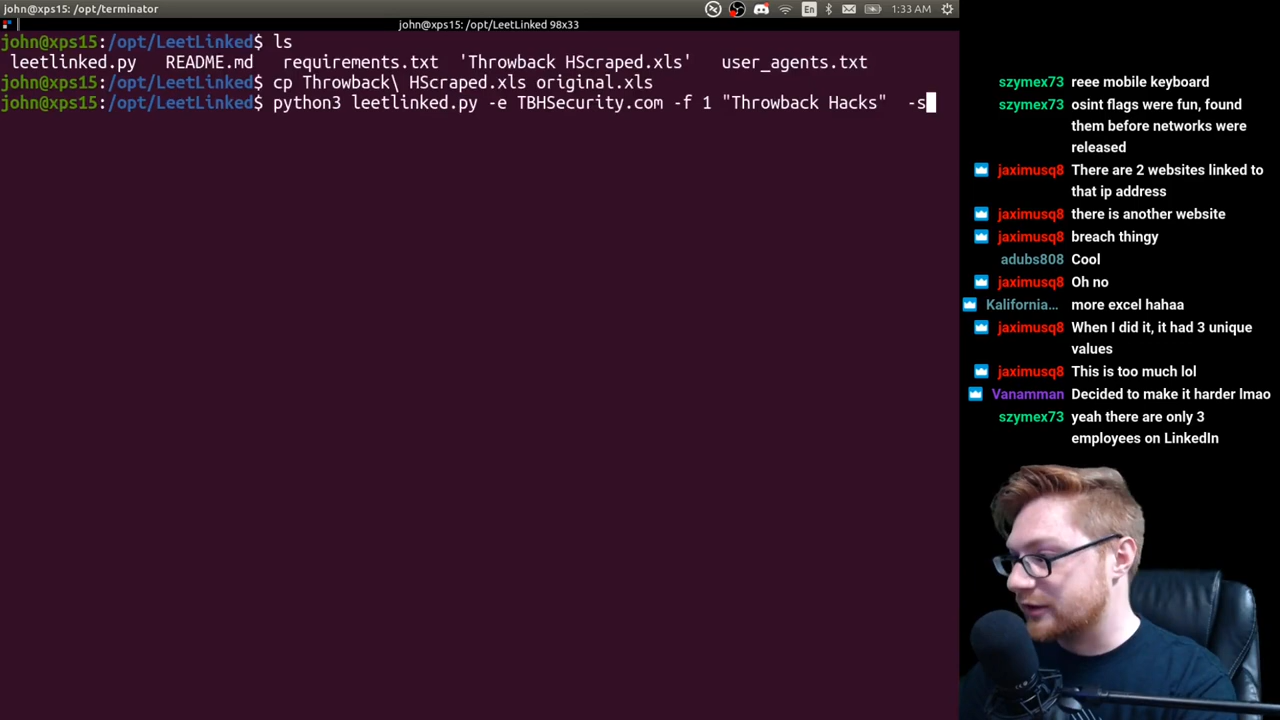 john@xps15: /opt/terminator
En
1:33 AM
john@xps15: /opt/LeetLinked 98x33
john@xps15:/opt/LeetLinked$ ls
leetlinked.py README.md requirements.txt 'Throwback HScraped.xls' user_agents.txt
john@xps15:/opt/LeetLinked$ cp Throwback\ HScraped.xls original.xls
john@xps15:/opt/LeetLinked$ python3 leetlinked.py -e TBHSecurity.com -f 1 "Throwback Hacks"  -s
szymex73 reee mobile keyboard
szymex73 osint flags were fun, found
them before networks were
released
jaximusq8 There are 2 websites linked to
that ip address
jaximusq8 there is another website
jaximusq8 breach thingy
adubs808 Cool
jaximusq8 Oh no
Kalifornia... more excel hahaa
jaximusq8 When I did it, it had 3 unique
values
jaximusq8 This is too much lol
Vanamman Decided to make it harder lmao
szymex73 yeah there are only 3
employees on LinkedIn